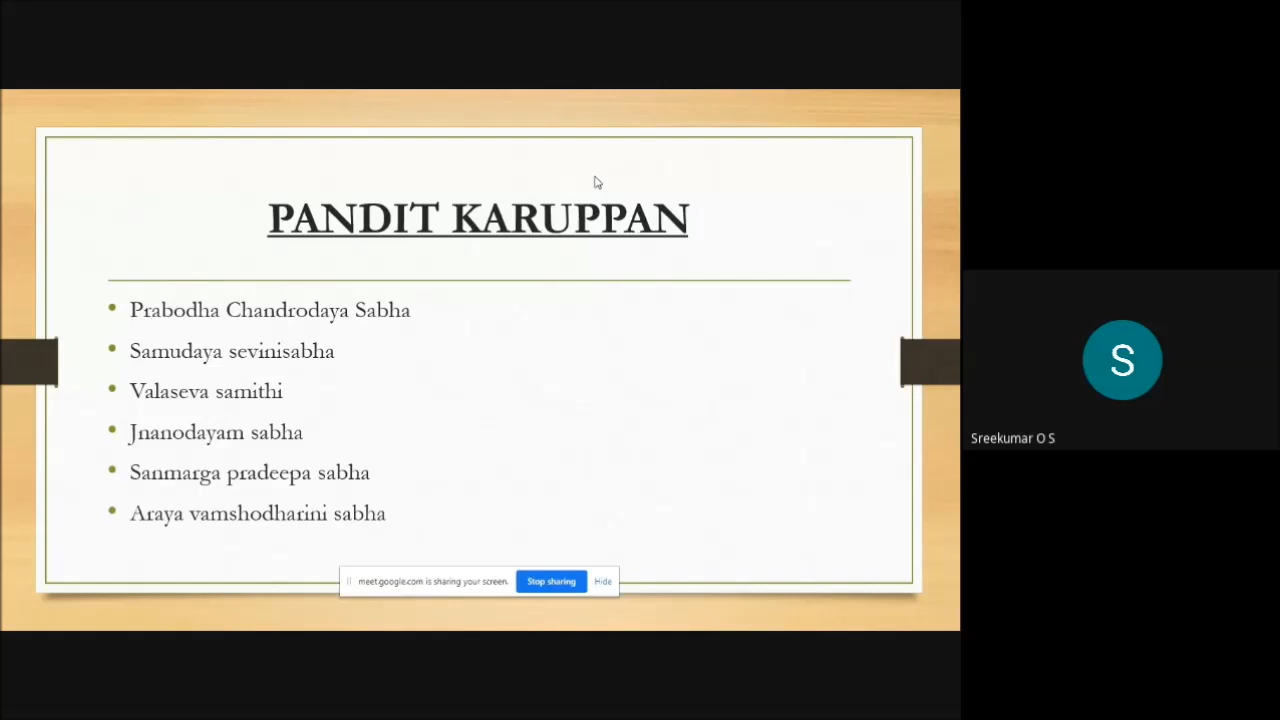 PANDIT KARUPPAN
Prabodha Chandrodaya Sabha
Samudaya sevinisabha
Valaseva samithi
Jnanodayam sabha
Sanmarga pradeepa sabha
Araya vamshodharini sabha
meet.google.com is sharing your screen. Stop sharing Hide
S
Sreekumar O S